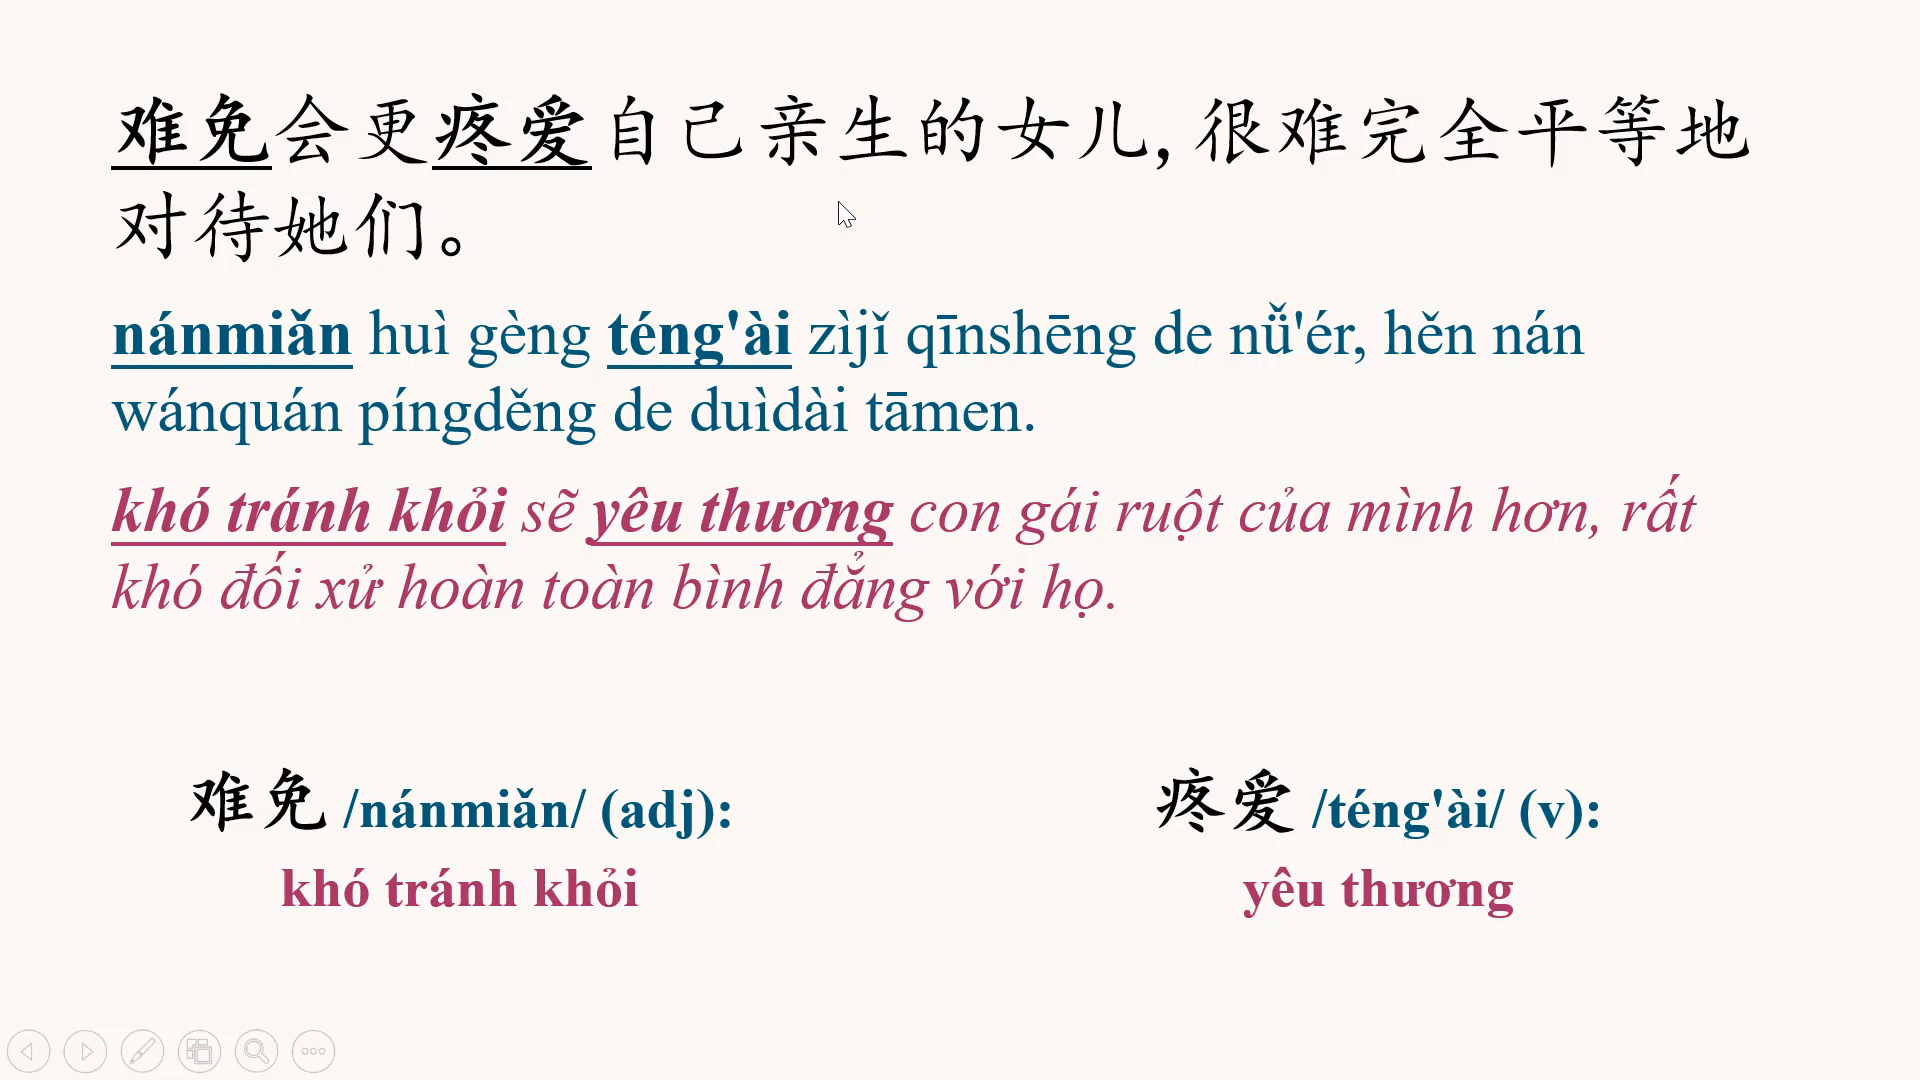 难免会更疼爱自己亲生的女儿,很难完全平等地
对待她们。
nánmiǎn huì gèng téng'ài zìjǐ qīnshēng de nǚ'ér, hěn nán
wánquán píngděng de duìdài tāmen.
khó tránh khỏi sẽ yêu thương con gái ruột của mình hơn, rất
khó đối xử hoàn toàn bình đẳng với họ.
难免 /nánmiǎn/ (adj):
khó tránh khỏi
疼爱 /téng'ài/ (v):
yêu thương